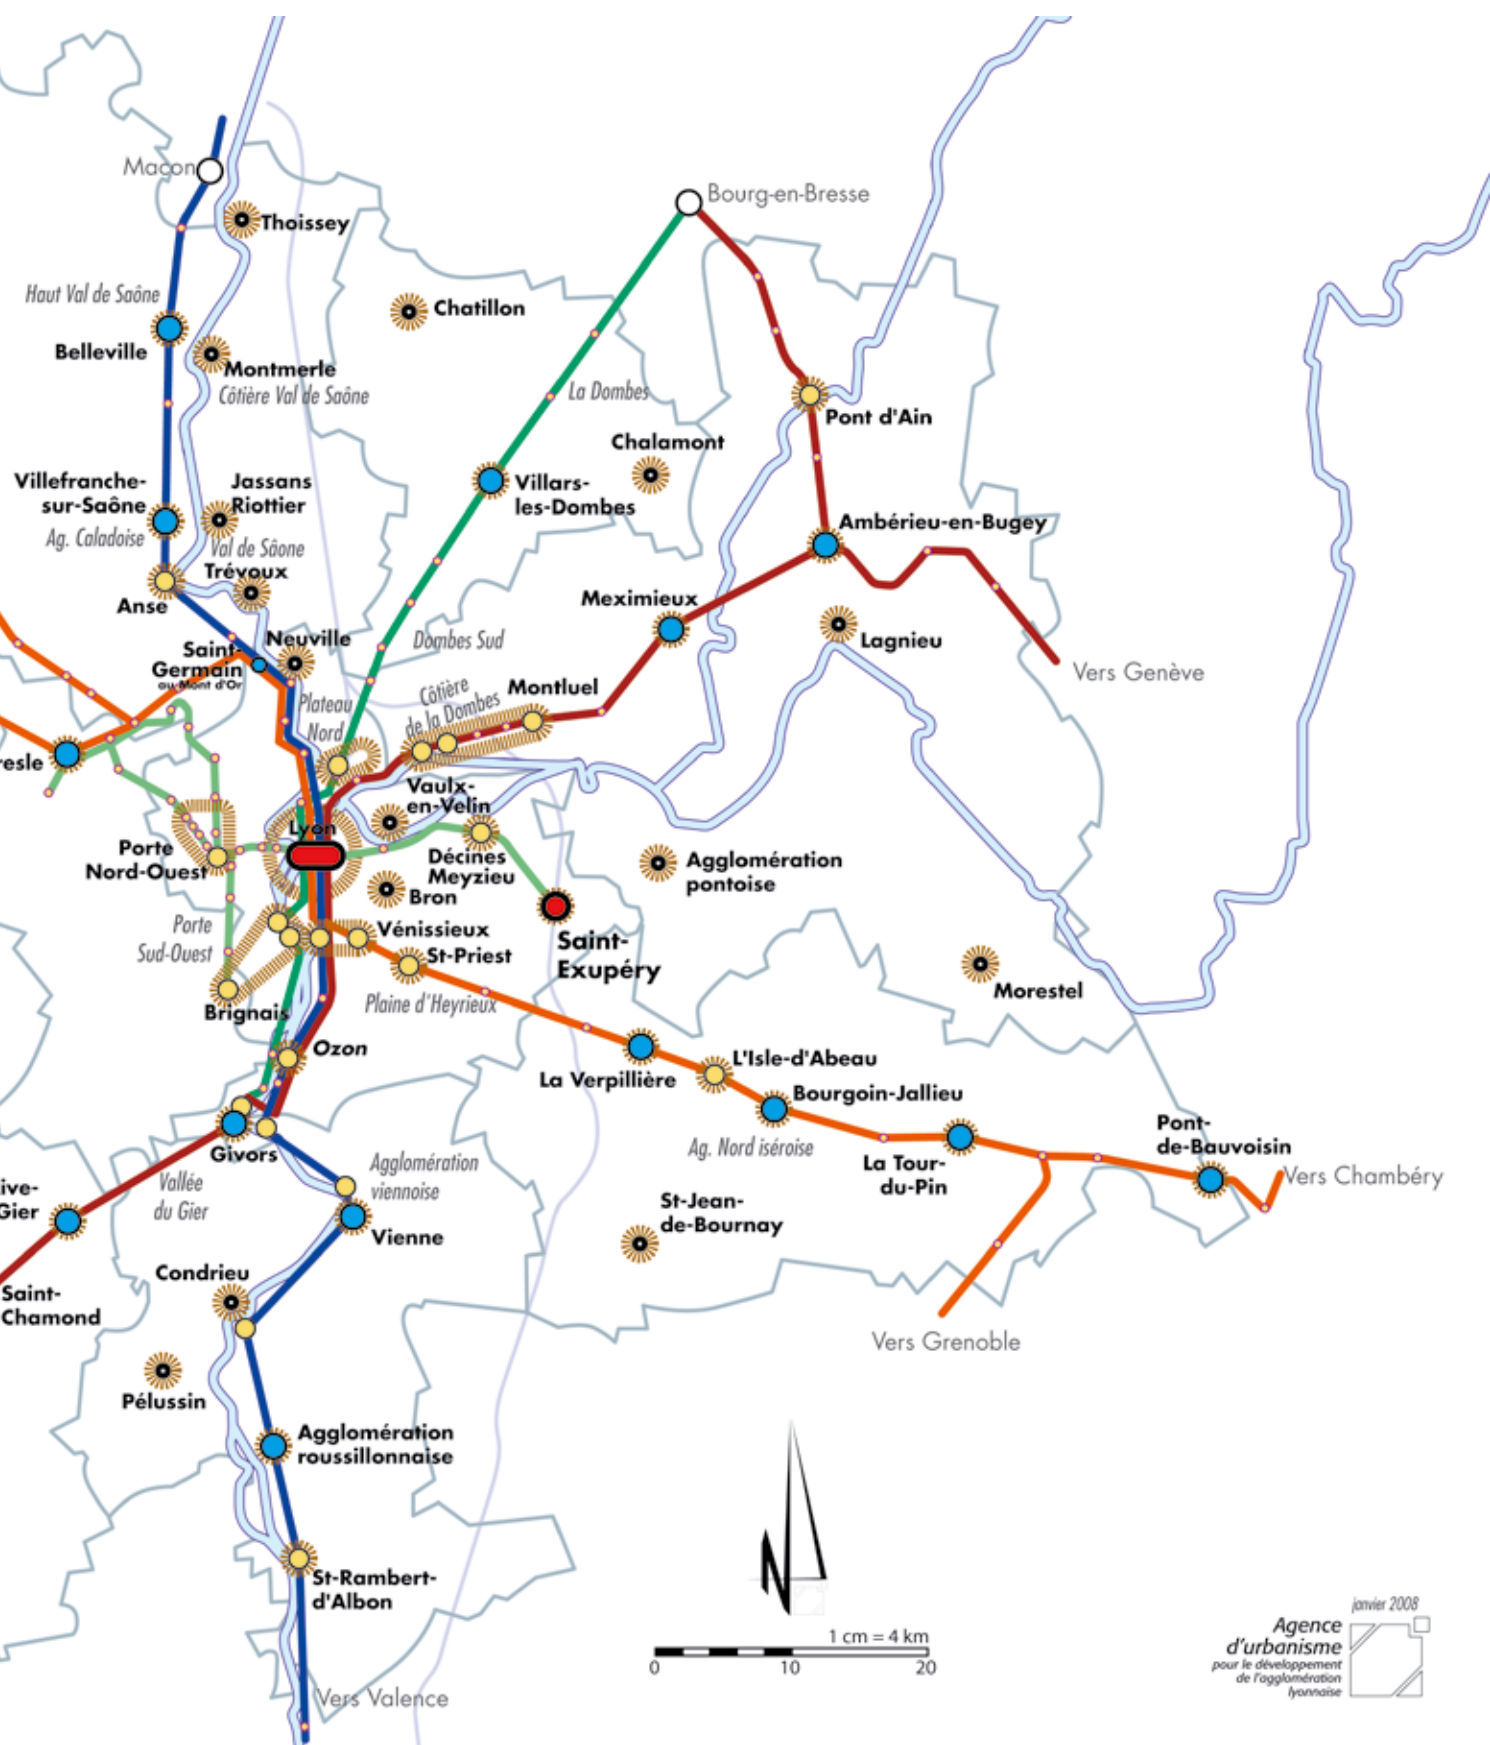 Macon
Bourg-en-Bresse
Thoissey
Haut Val de Saône
Chatillon
Belleville
Montmerle
Côtière Val de Saône
La Dombes
Pont d'Ain
Chalamont
Villefranche-
sur-Saône
Ag. Caladoise
Jassans
Riottier
Villars-
les-Dombes
Ambérieu-en-Bugey
Val de Sâone
Trévoux
Anse
Meximieux
Neuville
Dombes Sud
Lagnieu
Saint-
Germain
au Mont d'Or
Vers Genève
Côtière
de la Dombes
Montluel
Plateau
Nord
resle
Vaulx-
en-Velin
Lyon
Porte
Nord-Ouest
Décines
Meyzieu
Agglomération
pontoise
Bron
Porte
Sud-Ouest
Vénissieux
St-Priest
Saint-
Exupéry
Morestel
Plaine d'Heyrieux
Brignais
Ozon
L'Isle-d'Abeau
La Verpillière
Bourgoin-Jallieu
Pont-
de-Bauvoisin
Givors
Ag. Nord iséroise
La Tour-
du-Pin
Vers Chambéry
Agglomération
viennoise
Vallée
du Gier
ive-
Gier
St-Jean-
de-Bournay
Vienne
Condrieu
Saint-
Chamond
Vers Grenoble
Pélussin
Agglomération
roussillonnaise
N
St-Rambert-
d'Albon
janvier 2008
Agence
d'urbanisme
pour le développement
de l'agglomération
lyonnaise
1 cm = 4 km
0 10 20
Vers Valence